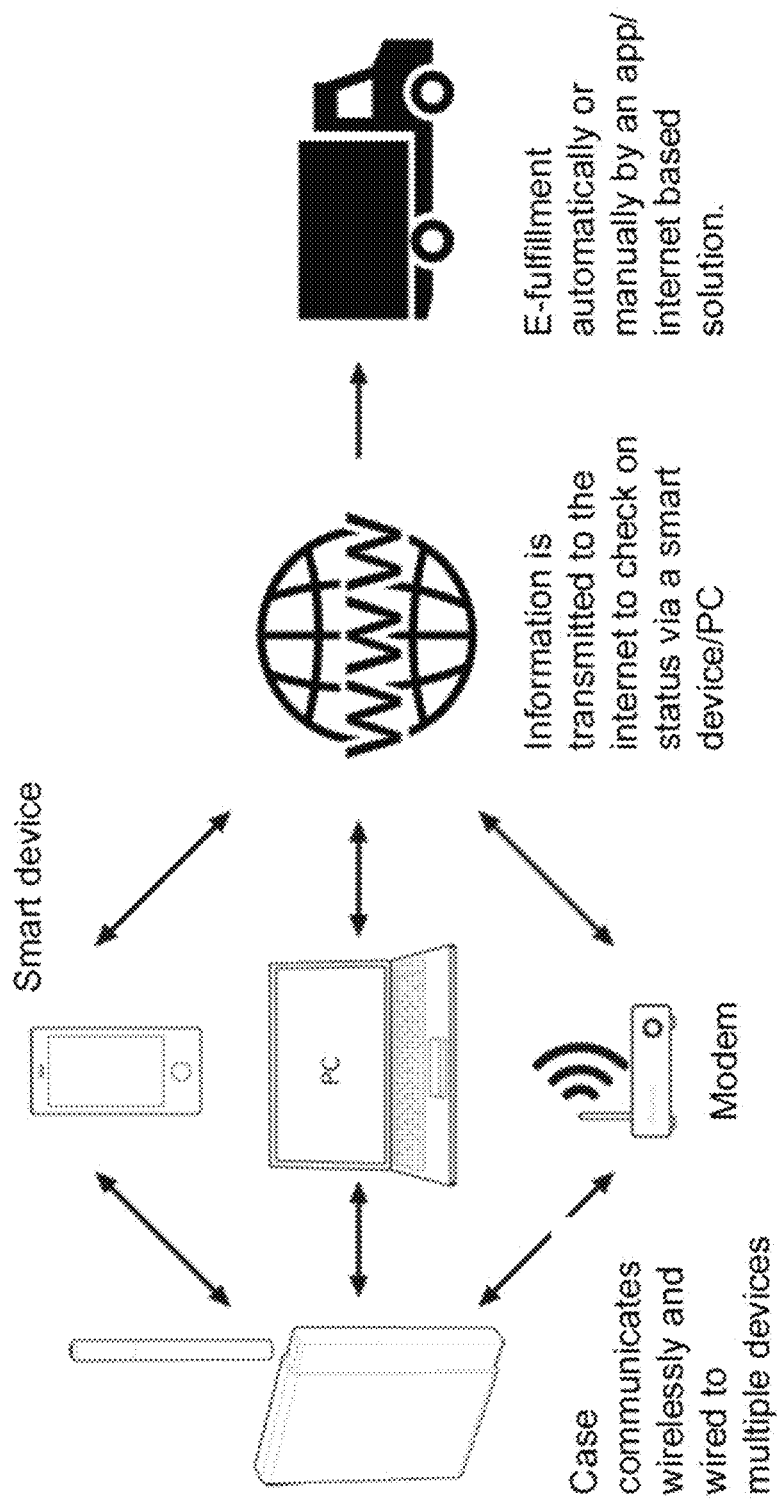 Smart device
PC
Modem
Case
communicates
wirelessly and
wired to
multiple devices
Information is
transmitted to the
internet to check on
status via a smart
device/PC
E-fulfillment
automatically or
manually by an app/
internet based
solution.